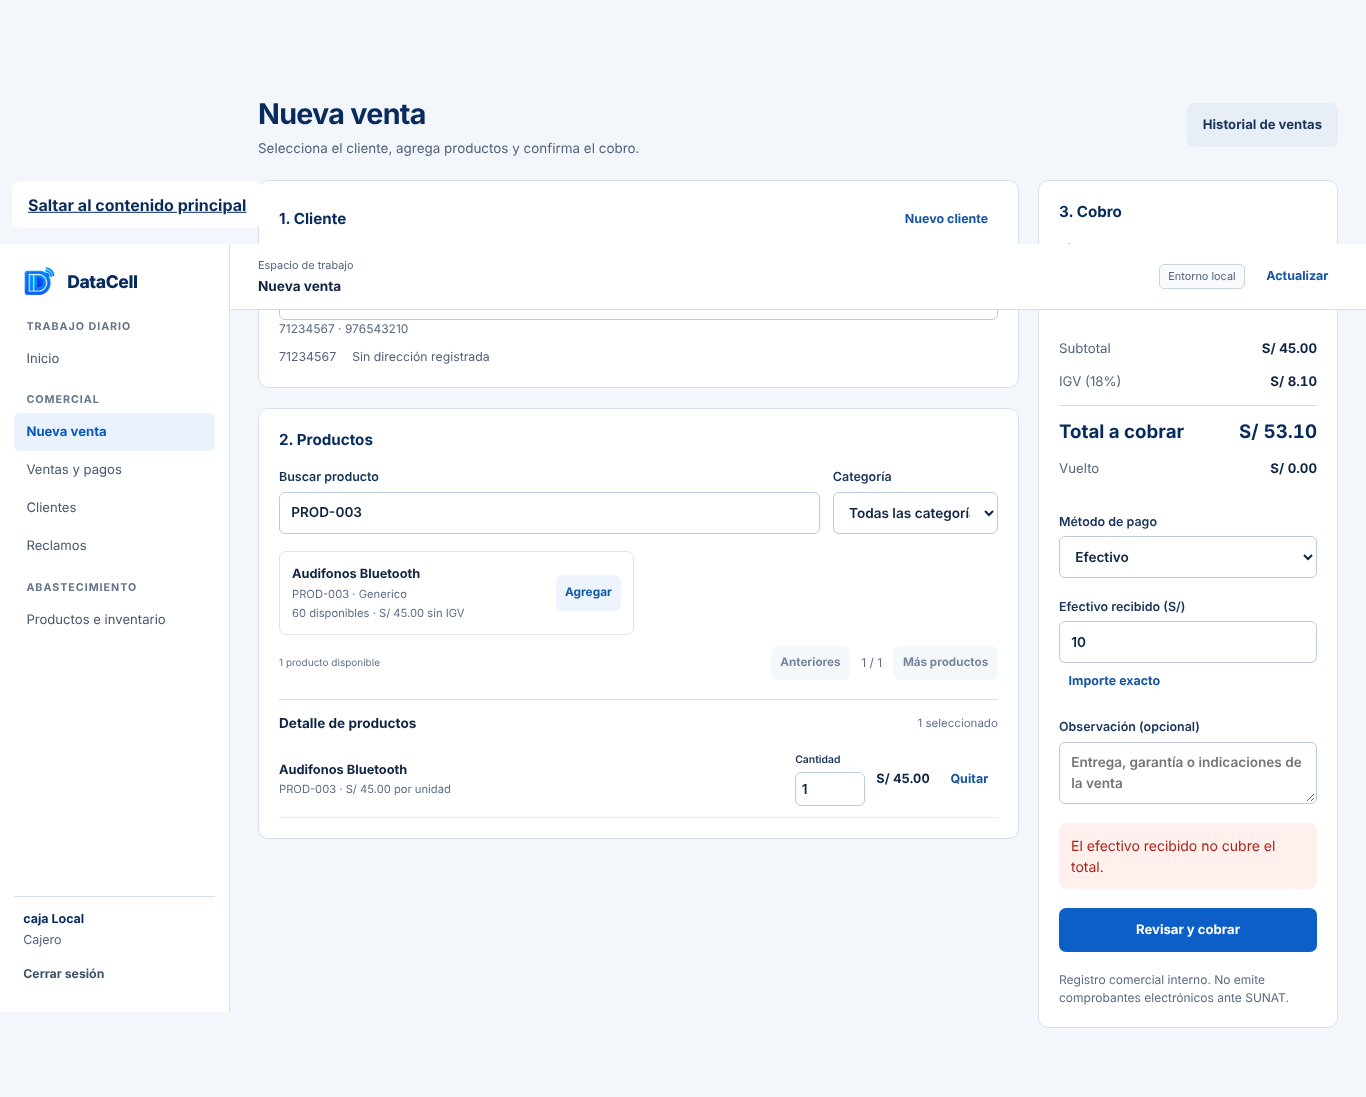 Nueva venta
Selecciona el cliente, agrega productos y confirma el cobro.
Historial de ventas
Saltar al contenido principal
1. Cliente
Nuevo cliente
3. Cobro
DataCell
Espacio de trabajo
Nueva venta
Entorno local
Actualizar
TRABAJO DIARIO
Inicio
COMERCIAL
Nueva venta
Ventas y pagos
Clientes
Reclamos
ABASTECIMIENTO
Productos e inventario
caja Local
Cajero
Cerrar sesión
71234567 · 976543210
71234567 Sin dirección registrada
2. Productos
Buscar producto
Categoría
PROD-003
Todas las categorí
Audifonos Bluetooth
PROD-003 · Generico
60 disponibles · S/ 45.00 sin IGV
Agregar
1 producto disponible
Anteriores
1 / 1
Más productos
Detalle de productos
1 seleccionado
Audifonos Bluetooth
PROD-003 · S/ 45.00 por unidad
Cantidad
1
S/ 45.00
Quitar
Subtotal S/ 45.00
IGV (18%) S/ 8.10
Total a cobrar S/ 53.10
Vuelto S/ 0.00
Método de pago
Efectivo
Efectivo recibido (S/)
10
Importe exacto
Observación (opcional)
Entrega, garantía o indicaciones de
la venta
El efectivo recibido no cubre el
total.
Revisar y cobrar
Registro comercial interno. No emite
comprobantes electrónicos ante SUNAT.